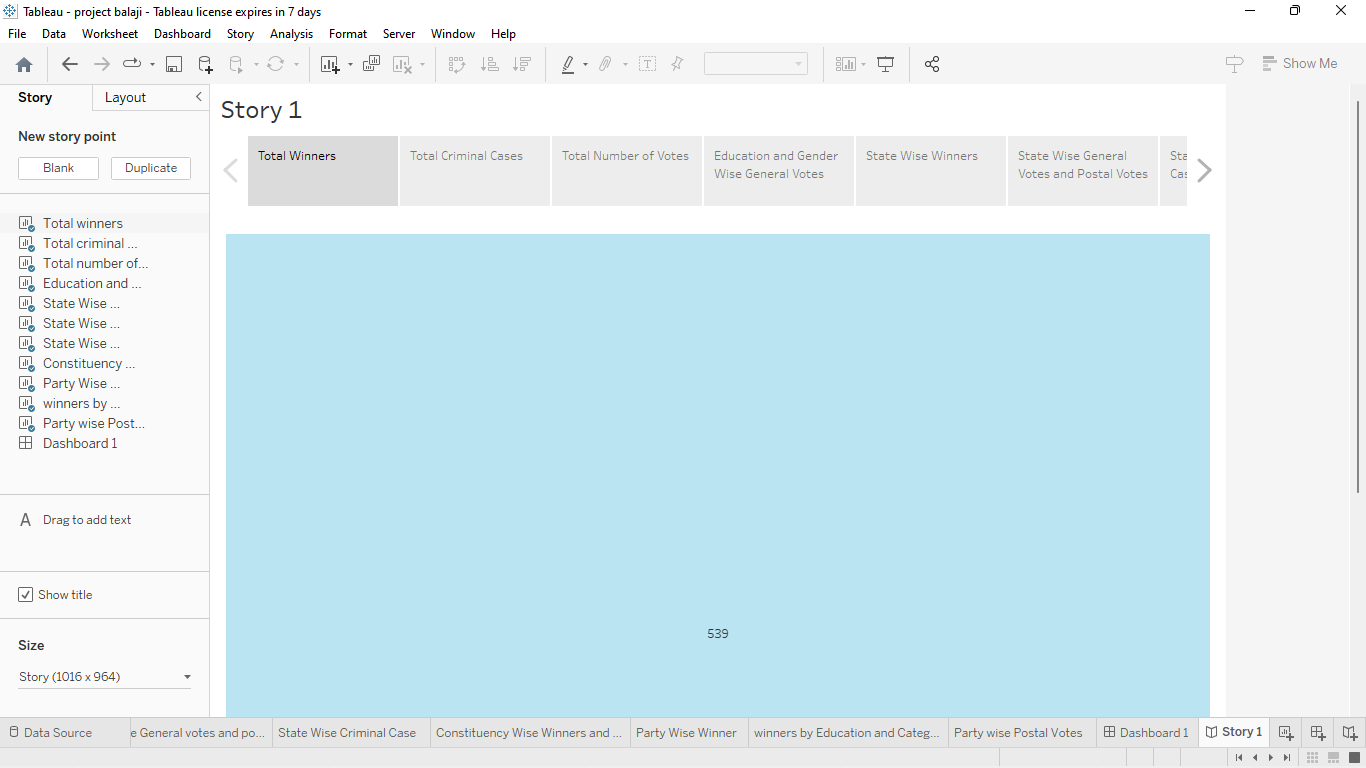 Tableau - project balaji - Tableau license expires in 7 days
File Data Worksheet Dashboard Story Analysis Format Server Window Help
Show Me
Story Layout
New story point
Blank Duplicate
Total winners
Total criminal ...
Total number of...
Education and ...
State Wise ...
State Wise ...
State Wise ...
Constituency ...
Party Wise ...
winners by ...
Party wise Post...
Dashboard 1
A Drag to add text
Show title
Size
Story (1016 x 964)
Story 1
Total Winners
Total Criminal Cases
Total Number of Votes
Education and Gender
Wise General Votes
State Wise Winners
State Wise General
Votes and Postal Votes
Sta
Cas
539
Data Source e General votes and po... State Wise Criminal Case Constituency Wise Winners and ... Party Wise Winner winners by Education and Categ... Party wise Postal Votes Dashboard 1 Story 1